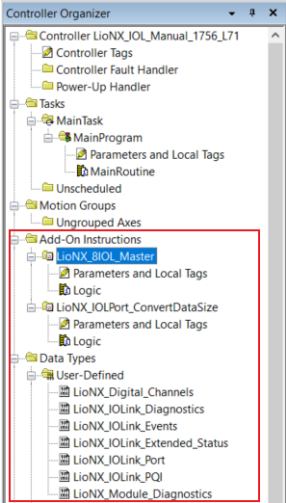 Controller Organizer
Controller LioNX_IOL_Manual_1756_L71
Controller Tags
Controller Fault Handler
Power-Up Handler
Tasks
MainTask
MainProgram
Parameters and Local Tags
MainRoutine
Unscheduled
Motion Groups
Ungrouped Axes
Add-On Instructions
LioNX_8IOL_Master
Parameters and Local Tags
Logic
LioNX_IOLPort_ConvertDataSize
Parameters and Local Tags
Logic
Data Types
User-Defined
LioNX_Digital_Channels
LioNX_IOLink_Diagnostics
LioNX_IOLink_Events
LioNX_IOLink_Extended_Status
LioNX_IOLink_Port
LioNX_IOLink_PQI
LioNX_Module_Diagnostics